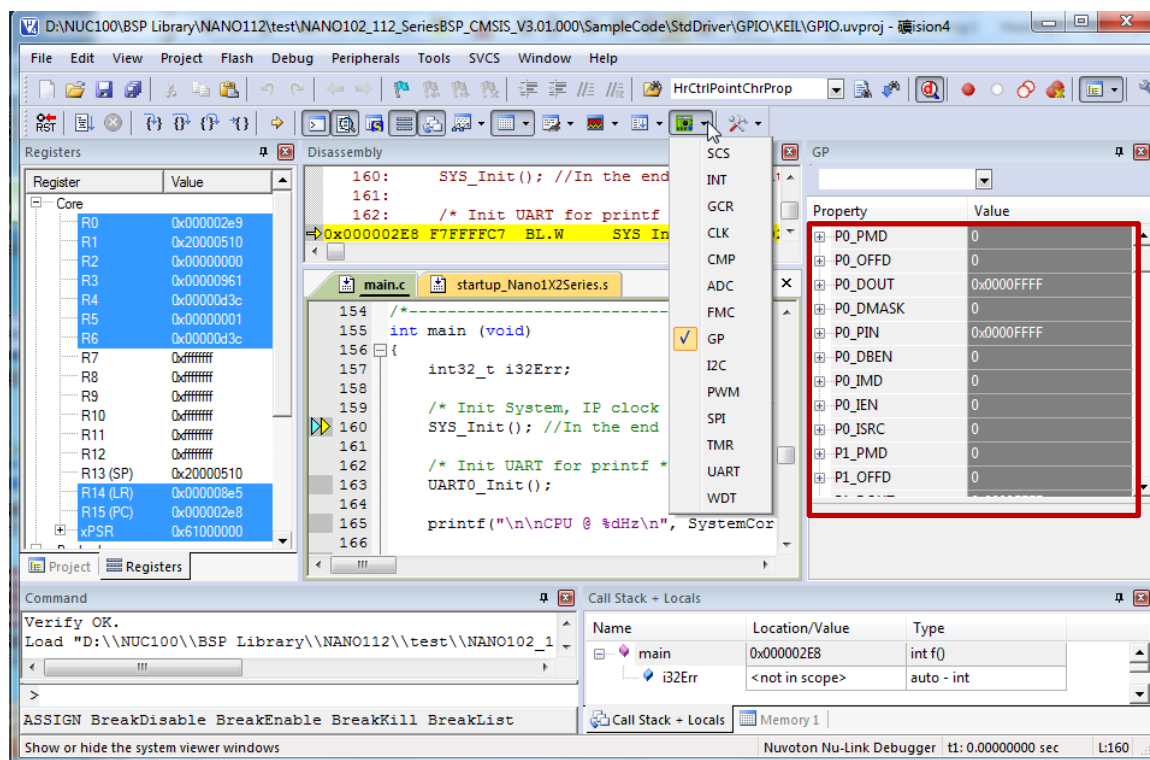 D:\NUC100\BSP Library\NANO112\test\NANO102_112_SeriesBSP_CMSIS_V3.01.000\SampleCode\StdDriver\GPIO\KEIL\GPIO.uvproj - 礦ision4
File Edit View Project Flash Debug Peripherals Tools SVCS Window Help
HrCtrlPointChrProp
RST
Registers
Register Value
Core
R0 0x000002e9
R1 0x20000510
R2 0x00000000
R3 0x00000961
R4 0x00000d3c
R5 0x00000001
R6 0x00000d3c
R7 0xffffffff
R8 0xffffffff
R9 0xffffffff
R10 0xffffffff
R11 0xffffffff
R12 0xffffffff
R13 (SP) 0x20000510
R14 (LR) 0x000008e5
R15 (PC) 0x000002e8
xPSR 0x61000000
Project Registers
Disassembly
160: SYS_Init(); //In the end
161:
162: /* Init UART for printf
0x000002E8 F7FFFFC7 BL.W SYS_In
main.c startup_Nano1X2Series.s
154 /*----------------------------
155 int main (void)
156 {
157 int32_t i32Err;
158
159 /* Init System, IP clock
160 SYS_Init(); //In the end
161
162 /* Init UART for printf *
163 UART0_Init();
164
165 printf("\n\nCPU @ %dHz\n", SystemCor
166
SCS
INT
GCR
CLK
CMP
ADC
FMC
GP
I2C
PWM
SPI
TMR
UART
WDT
GP
Property Value
P0_PMD 0
P0_OFFD 0
P0_DOUT 0x0000FFFF
P0_DMASK 0
P0_PIN 0x0000FFFF
P0_DBEN 0
P0_IMD 0
P0_IEN 0
P0_ISRC 0
P1_PMD 0
P1_OFFD 0
Command
Verify OK.
Load "D:\\NUC100\\BSP Library\\NANO112\\test\\NANO102_1
>
ASSIGN BreakDisable BreakEnable BreakKill BreakList
Call Stack + Locals
Name Location/Value Type
main 0x000002E8 int f()
i32Err <not in scope> auto - int
Call Stack + Locals Memory 1
Show or hide the system viewer windows Nuvoton Nu-Link Debugger t1: 0.00000000 sec L:160